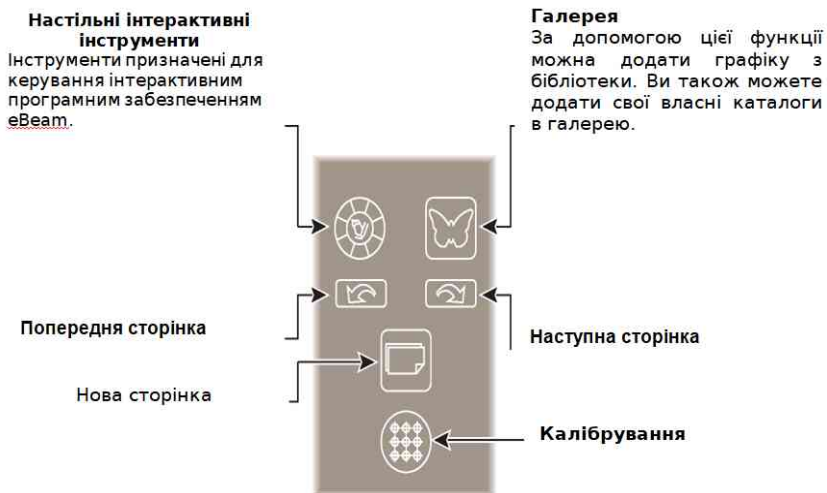 Настільні інтерактивні
інструменти
Інструменти призначені для
керування інтерактивним
програмним забезпеченням
eBeam.
Галерея
За допомогою цієї функції
можна додати графіку з
бібліотеки. Ви також можете
додати свої власні каталоги
в галерею.
Попередня сторінка
Наступна сторінка
Нова сторінка
Калібрування